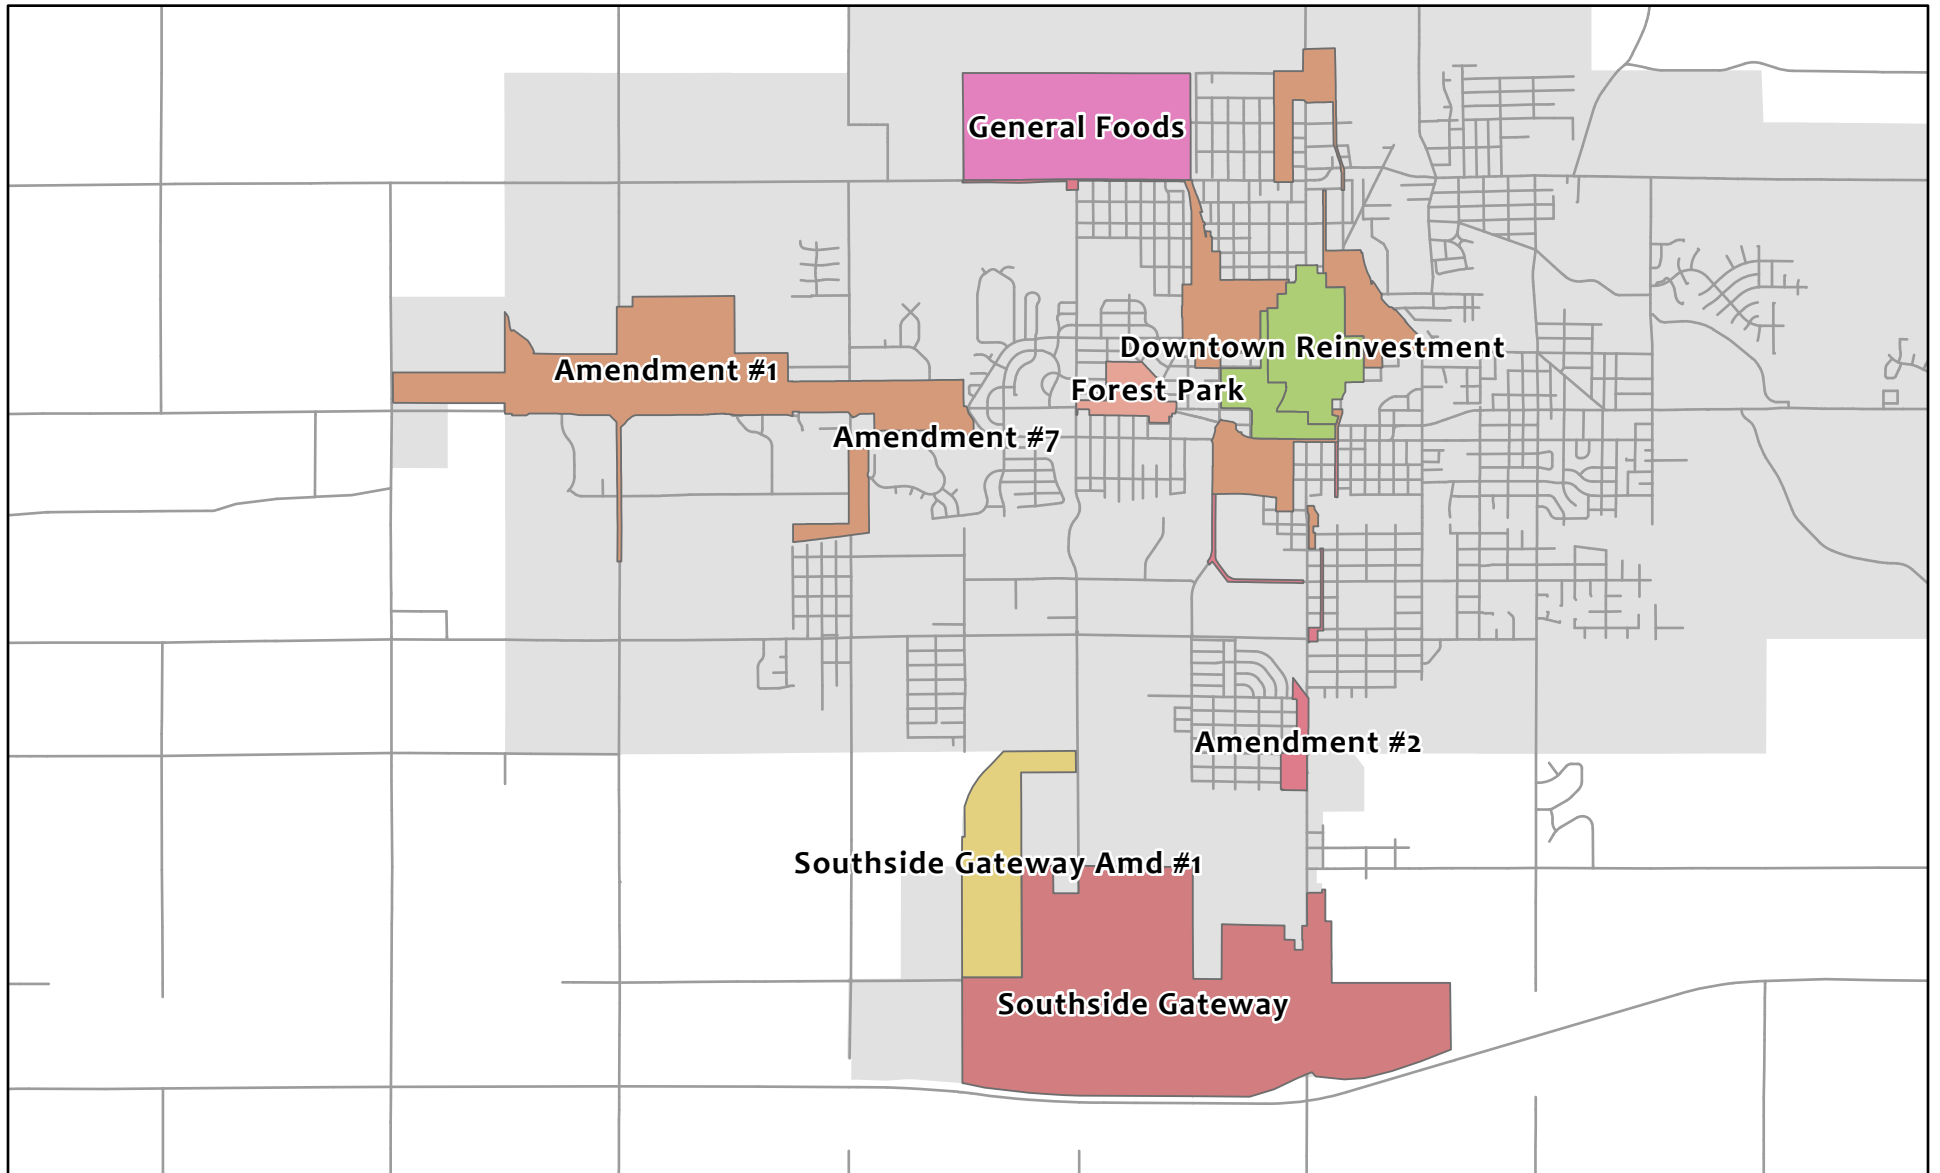 General Foods
Downtown Reinvestment
Amendment #1
Forest Park
Amendment #7
Amendment #2
Southside Gateway Amd #1
Southside Gateway